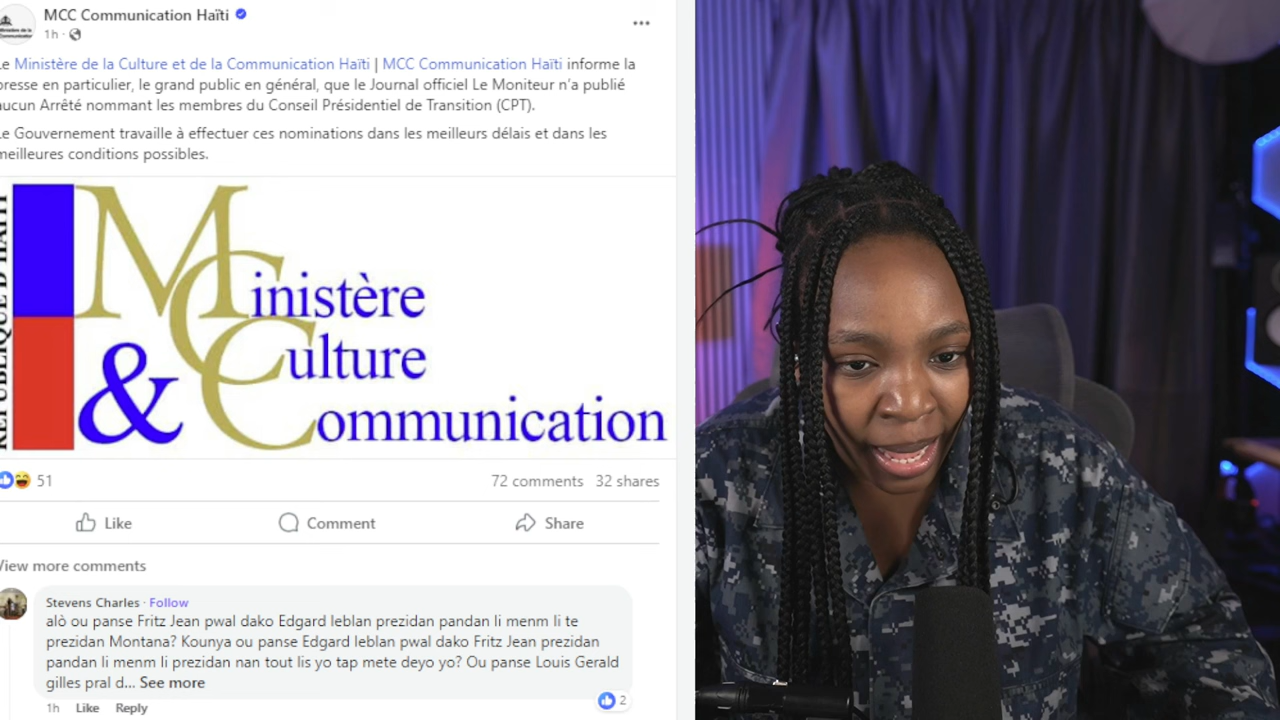 MCC Communication Haïti
1h ·
Le Ministère de la Culture et de la Communication Haïti | MCC Communication Haïti informe la
presse en particulier, le grand public en général, que le Journal officiel Le Moniteur n'a publié
aucun Arrêté nommant les membres du Conseil Présidentiel de Transition (CPT).
Le Gouvernement travaille à effectuer ces nominations dans les meilleurs délais et dans les
meilleures conditions possibles.
RÉPUBLIQUE D'HAÏTI
Ministère
Culture
& Communication
51
72 comments 32 shares
Like Comment Share
View more comments
Stevens Charles · Follow
alò ou panse Fritz Jean pwal dako Edgard leblan prezidan pandan li menm li te
prezidan Montana? Kounya ou panse Edgard leblan pwal dako Fritz Jean prezidan
pandan li menm li prezidan nan tout lis yo tap mete deyo yo? Ou panse Louis Gerald
gilles pral d... See more
2
1h Like Reply